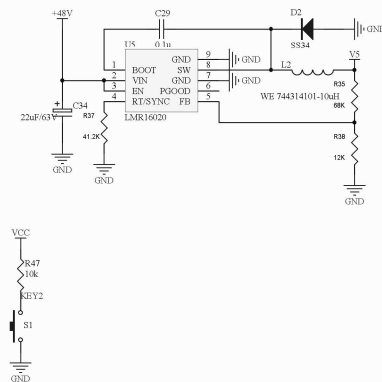 +48V
C29
0.1u
D2
SS34
GND
U5
1 BOOT
2 VIN
3 EN
4 RT/SYNC
GND 9 GND
SW 8
GND 7 GND
PGOOD 6
FB 5
LMR16020
L2
WE 744314101-10uH
V5
R35
68K
R38
12K
GND
C34
22uF/63V
GND
R37
41.2K
GND
VCC
R47
10k
KEY2
S1
GND